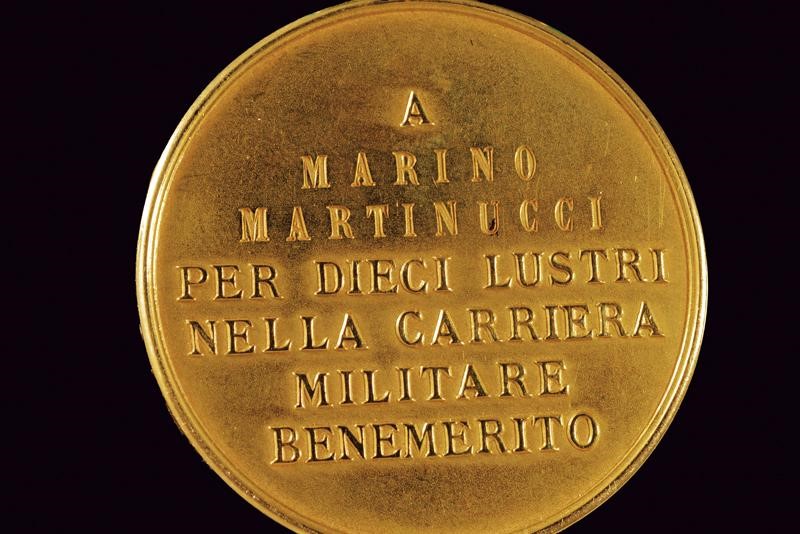 A
MARINO
MARTINUCCI
PER DIECI LUSTRI
NELLA CARRIERA
MILITARE
BENEMERITO